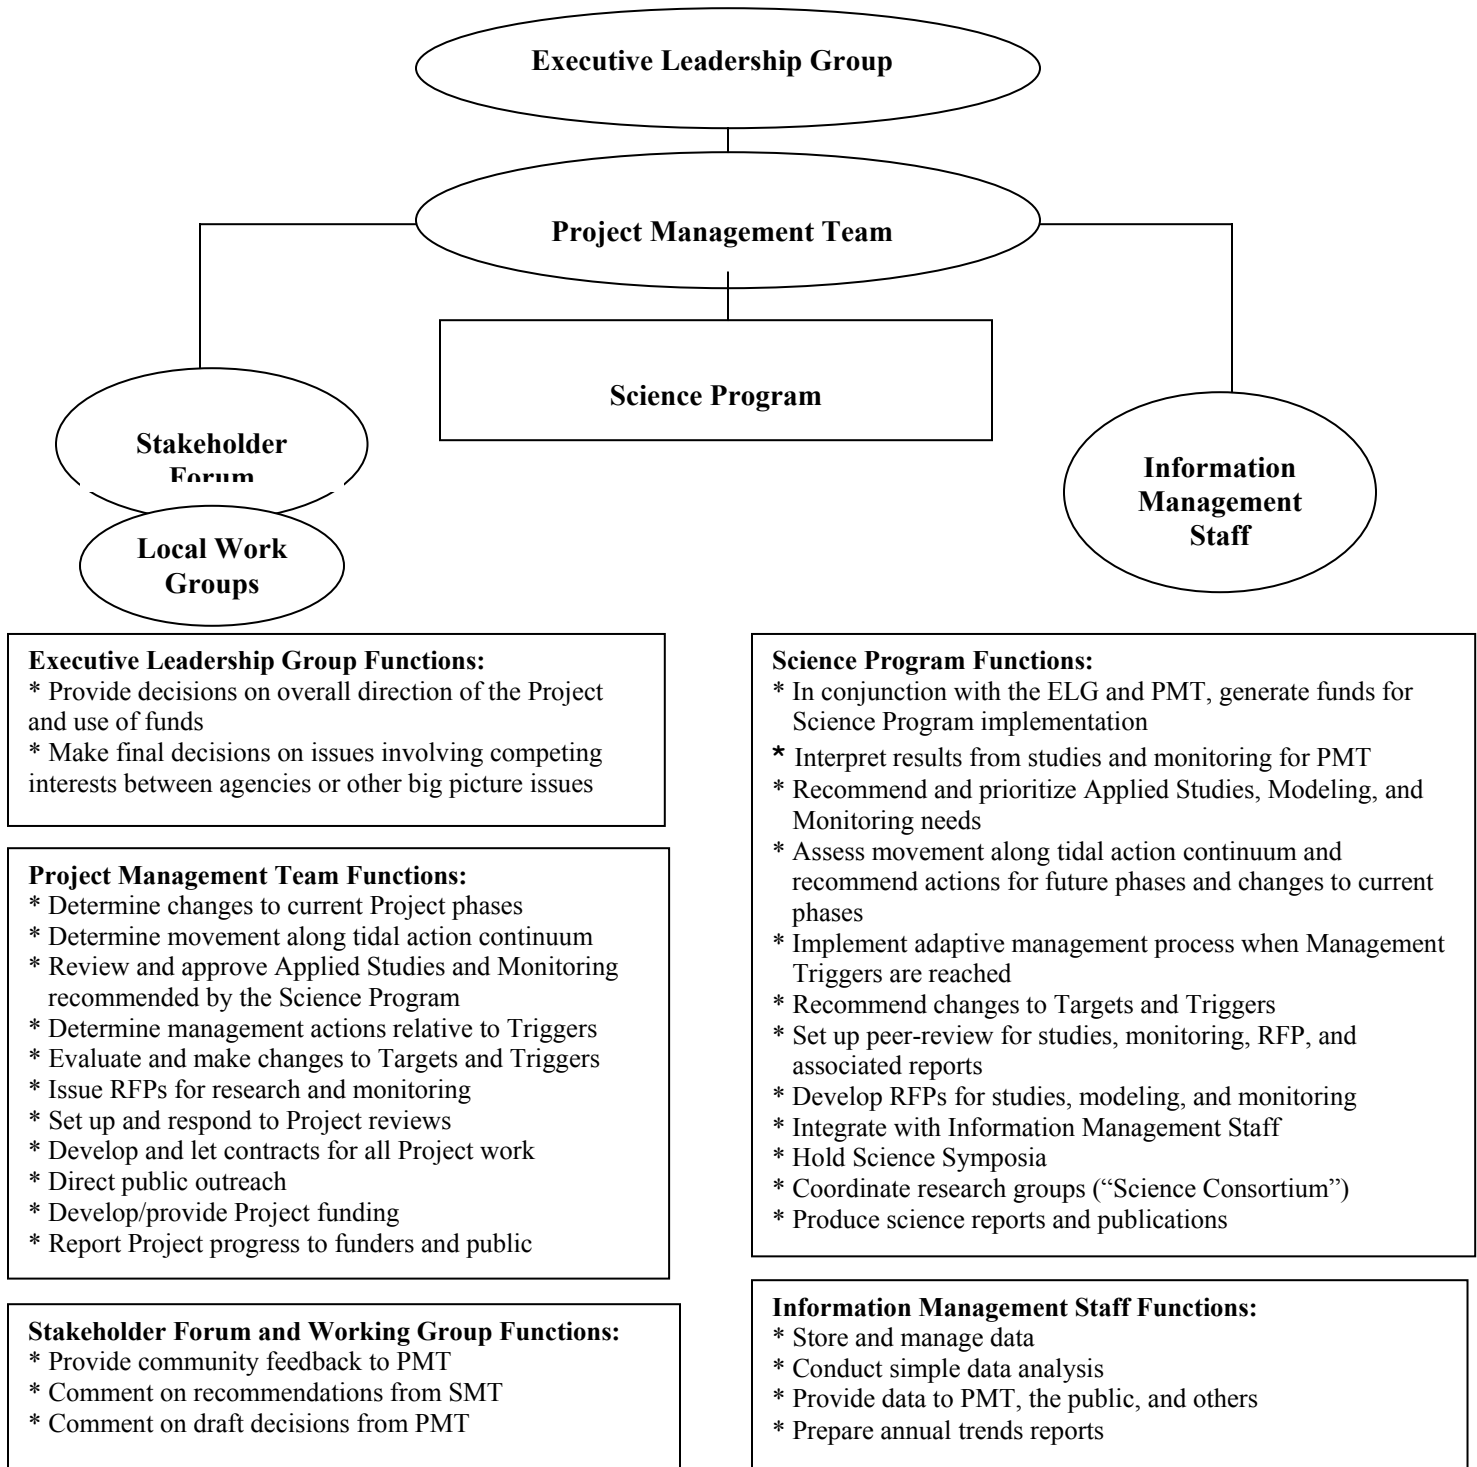 Executive Leadership Group
Project Management Team
Science Program
Stakeholder
Forum
Local Work
Groups
Information
Management
Staff
Executive Leadership Group Functions:
* Provide decisions on overall direction of the Project
and use of funds
* Make final decisions on issues involving competing
interests between agencies or other big picture issues
Project Management Team Functions:
* Determine changes to current Project phases
* Determine movement along tidal action continuum
* Review and approve Applied Studies and Monitoring
recommended by the Science Program
* Determine management actions relative to Triggers
* Evaluate and make changes to Targets and Triggers
* Issue RFPs for research and monitoring
* Set up and respond to Project reviews
* Develop and let contracts for all Project work
* Direct public outreach
* Develop/provide Project funding
* Report Project progress to funders and public
Stakeholder Forum and Working Group Functions:
* Provide community feedback to PMT
* Comment on recommendations from SMT
* Comment on draft decisions from PMT
Science Program Functions:
* In conjunction with the ELG and PMT, generate funds for
Science Program implementation
* Interpret results from studies and monitoring for PMT
* Recommend and prioritize Applied Studies, Modeling, and
Monitoring needs
* Assess movement along tidal action continuum and
recommend actions for future phases and changes to current
phases
* Implement adaptive management process when Management
Triggers are reached
* Recommend changes to Targets and Triggers
* Set up peer-review for studies, monitoring, RFP, and
associated reports
* Develop RFPs for studies, modeling, and monitoring
* Integrate with Information Management Staff
* Hold Science Symposia
* Coordinate research groups (“Science Consortium”)
* Produce science reports and publications
Information Management Staff Functions:
* Store and manage data
* Conduct simple data analysis
* Provide data to PMT, the public, and others
* Prepare annual trends reports